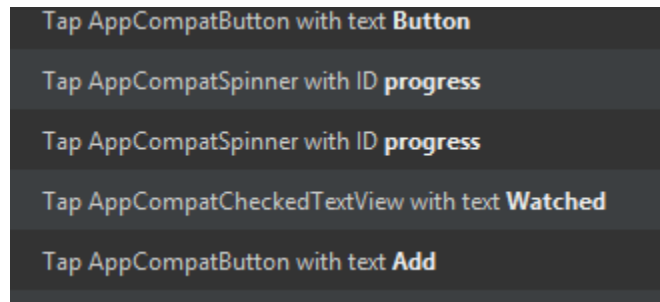 Tap AppCompatButton with text Button
Tap AppCompatSpinner with ID progress
Tap AppCompatSpinner with ID progress
Tap AppCompatCheckedTextView with text Watched
Tap AppCompatButton with text Add